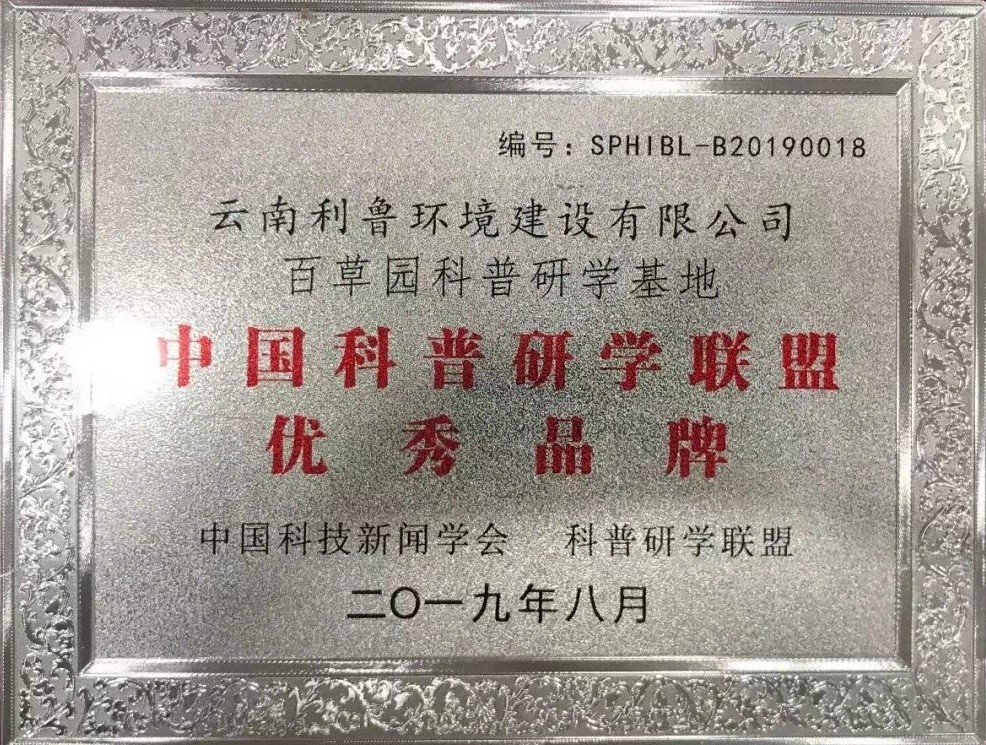 编号：SPHIBL-B20190018
云南利鲁环境建设有限公司
百草园科普研学基地
中国科普研学联盟
优秀品牌
中国科技新闻学会 科普研学联盟
二〇一九年八月